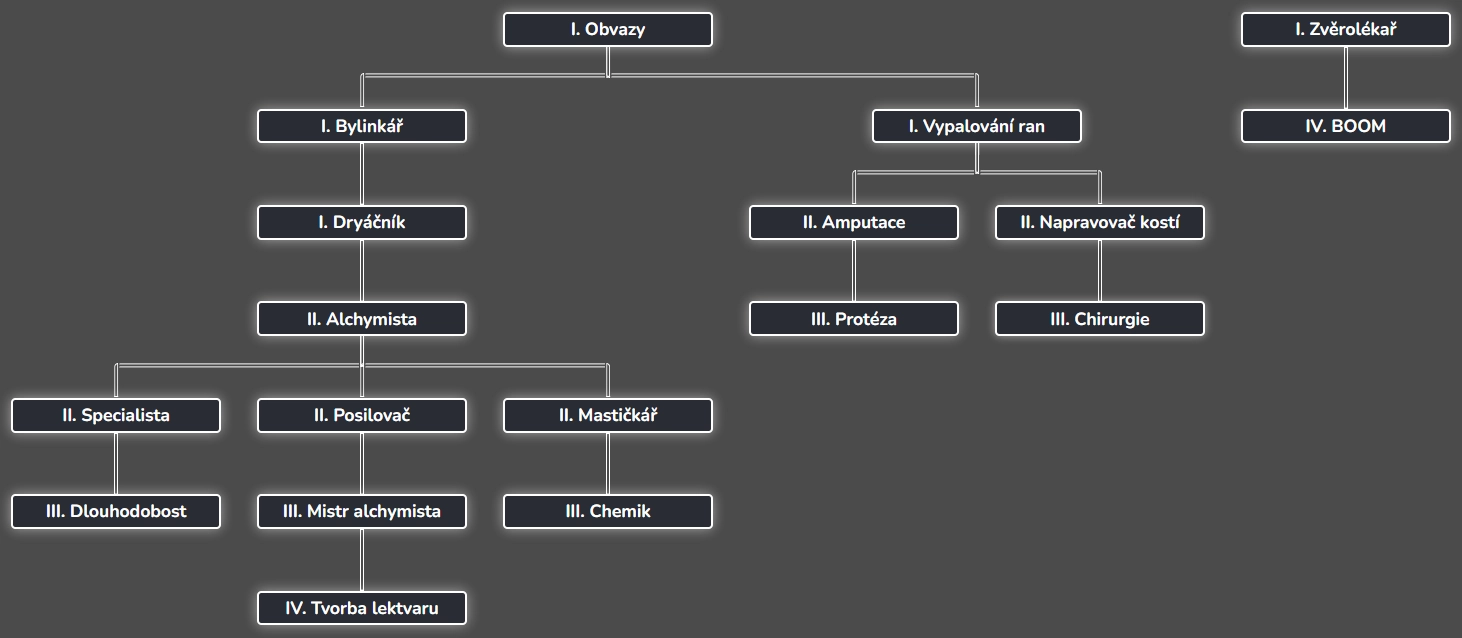 I. Obvazy
I. Zvěrolékař
I. Bylinkář
I. Vypalování ran
IV. BOOM
I. Dryáčník
II. Amputace
II. Napravovač kostí
II. Alchymista
III. Protéza
III. Chirurgie
II. Specialista
II. Posilovač
II. Mastičkář
III. Dlouhodobost
III. Mistr alchymista
III. Chemik
IV. Tvorba lektvaru